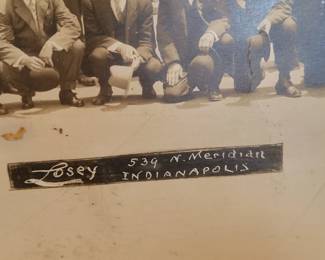 Losey 539 N. Meridian
INDIANAPOLIS